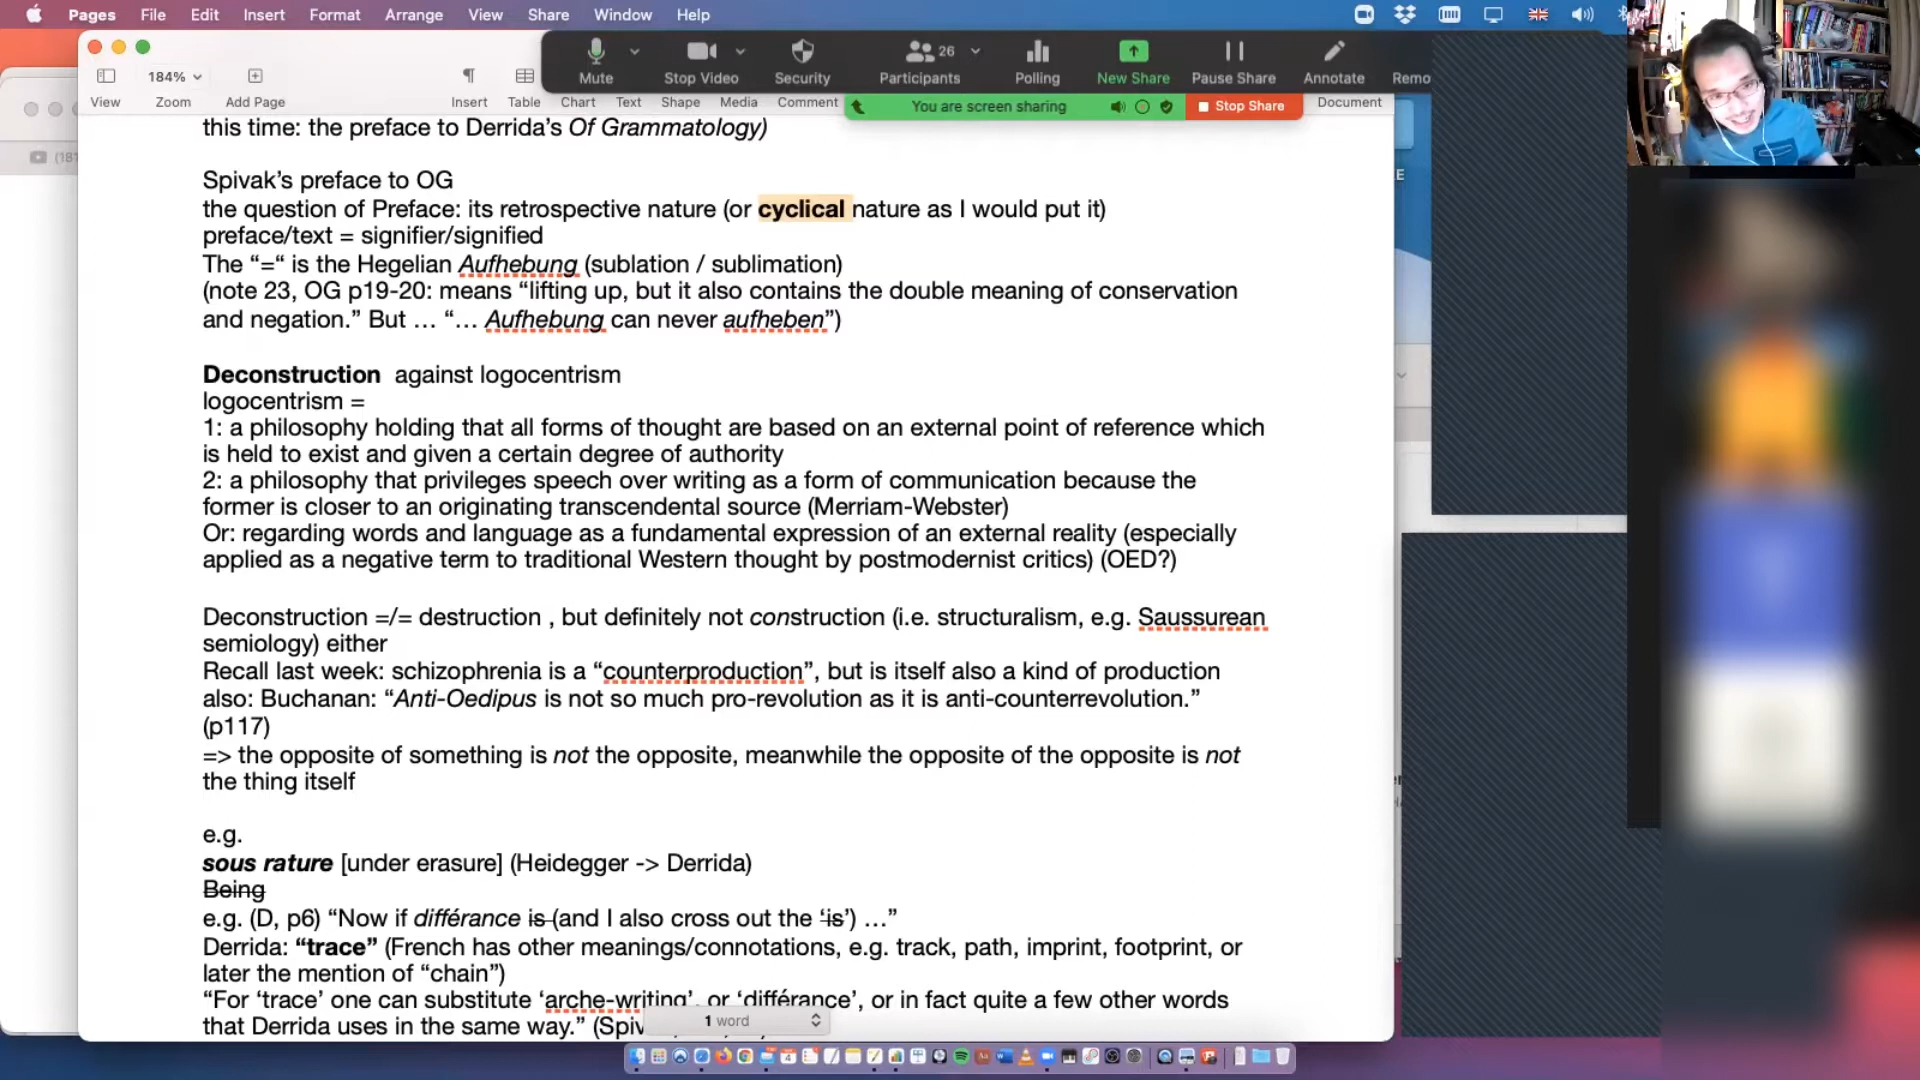 Pages File Edit Insert Format Arrange View Share Window Help
Mute Stop Video Security 26 Participants Polling New Share Pause Share Annotate Remo
184%
View Zoom Add Page Insert Table Chart Text Shape Media Comment You are screen sharing Stop Share Document
(181
this time: the preface to Derrida’s Of Grammatology)
Spivak’s preface to OG
the question of Preface: its retrospective nature (or cyclical nature as I would put it)
preface/text = signifier/signified
The “=“ is the Hegelian Aufhebung (sublation / sublimation)
(note 23, OG p19-20: means “lifting up, but it also contains the double meaning of conservation
and negation.” But … “… Aufhebung can never aufheben”)
Deconstruction against logocentrism
logocentrism =
1: a philosophy holding that all forms of thought are based on an external point of reference which
is held to exist and given a certain degree of authority
2: a philosophy that privileges speech over writing as a form of communication because the
former is closer to an originating transcendental source (Merriam-Webster)
Or: regarding words and language as a fundamental expression of an external reality (especially
applied as a negative term to traditional Western thought by postmodernist critics) (OED?)
Deconstruction =/= destruction , but definitely not construction (i.e. structuralism, e.g. Saussurean
semiology) either
Recall last week: schizophrenia is a “counterproduction”, but is itself also a kind of production
also: Buchanan: “Anti-Oedipus is not so much pro-revolution as it is anti-counterrevolution.”
(p117)
=> the opposite of something is not the opposite, meanwhile the opposite of the opposite is not
the thing itself
e.g.
sous rature [under erasure] (Heidegger -> Derrida)
Being
e.g. (D, p6) “Now if différance is (and I also cross out the ‘is’) …”
Derrida: “trace” (French has other meanings/connotations, e.g. track, path, imprint, footprint, or
later the mention of “chain”)
“For ‘trace’ one can substitute ‘arche-writing’, or ‘différance’, or in fact quite a few other words
that Derrida uses in the same way.” (Spiv
1 word